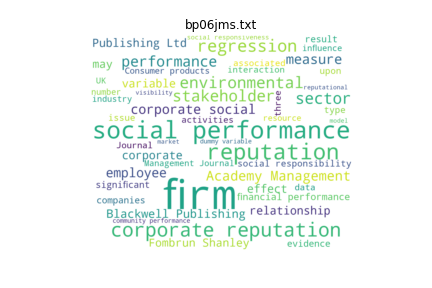 bp06jms.txt
social responsiveness
Publishing Ltd
regression
result
influence
may
performance
associated
measure
Consumer products
interaction
upon
UK
variable
environmental
number
visibility
stakeholder
three
reputational
industry
sector
corporate social
resource
type
issue
activities
model
social performance
market
dummy variable
Journal
reputation
corporate
Management Journal
social responsibility
employee
Academy Management
significant
firm
effect
data
companies
financial performance
Blackwell Publishing
relationship
community performance
corporate reputation
Fombrun Shanley
evidence